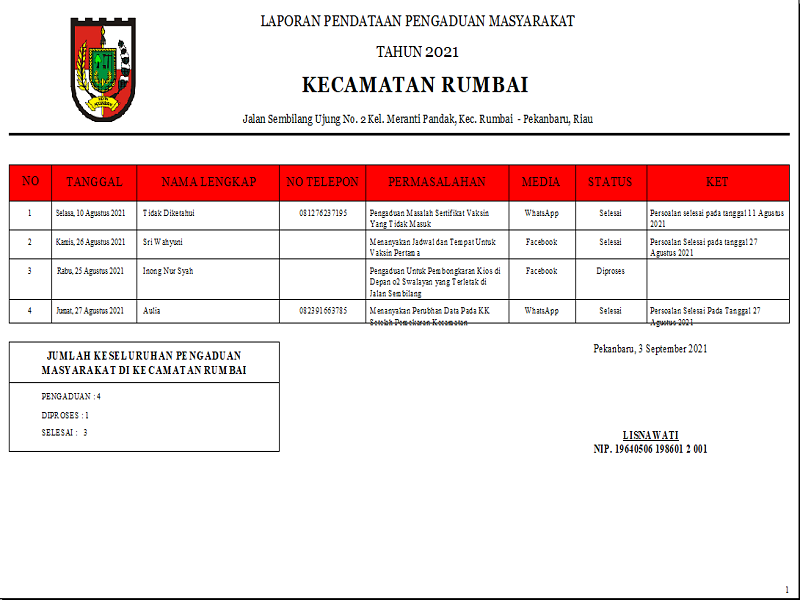 LAPORAN PENDATAAN PENGADUAN MASYARAKAT
TAHUN 2021
KECAMATAN RUMBAI
Jalan Sembilang Ujung No. 2 Kel. Meranti Pandak, Kec. Rumbai - Pekanbaru, Riau
NO TANGGAL NAMA LENGKAP NO TELEPON PERMASALAHAN MEDIA STATUS KET
1 Selasa, 10 Agustus 2021 Tidak Diketahui 081276237195 Pengaduan Masalah Sertifikat Vaksin WhatsApp Selesai Persoalan selesai pada tanggal 11 Agustus
Yang Tidak Masuk 2021
2 Kamis, 26 Agustus 2021 Sri Wahyuni Menanyakan Jadwal dan Tempat Untuk Facebook Selesai Persoalan Selesai pada tanggal 27
Vaksin Pertama Agustus 2021
3 Rabu, 25 Agustus 2021 Inong Nur Syah Pengaduan Untuk Pembongkaran Kios di Facebook Diproses
Depan o2 Swalayan yang Terletak di
Jalan Sembilang
4 Jumat, 27 Agustus 2021 Aulia 082391663785 Menanyakan Perubhan Data Pada KK WhatsApp Selesai Persoalan Selesai Pada Tanggal 27
Setelah Pemekaran Kecamatan Agustus 2021
JUMLAH KESELURUHAN PENGADUAN
MASYARAKAT DI KECAMATAN RUMBAI
PENGADUAN : 4
DIPROSES : 1
SELESAI : 3
Pekanbaru, 3 September 2021
LISNAWATI
NIP. 19640506 198601 2 001
1